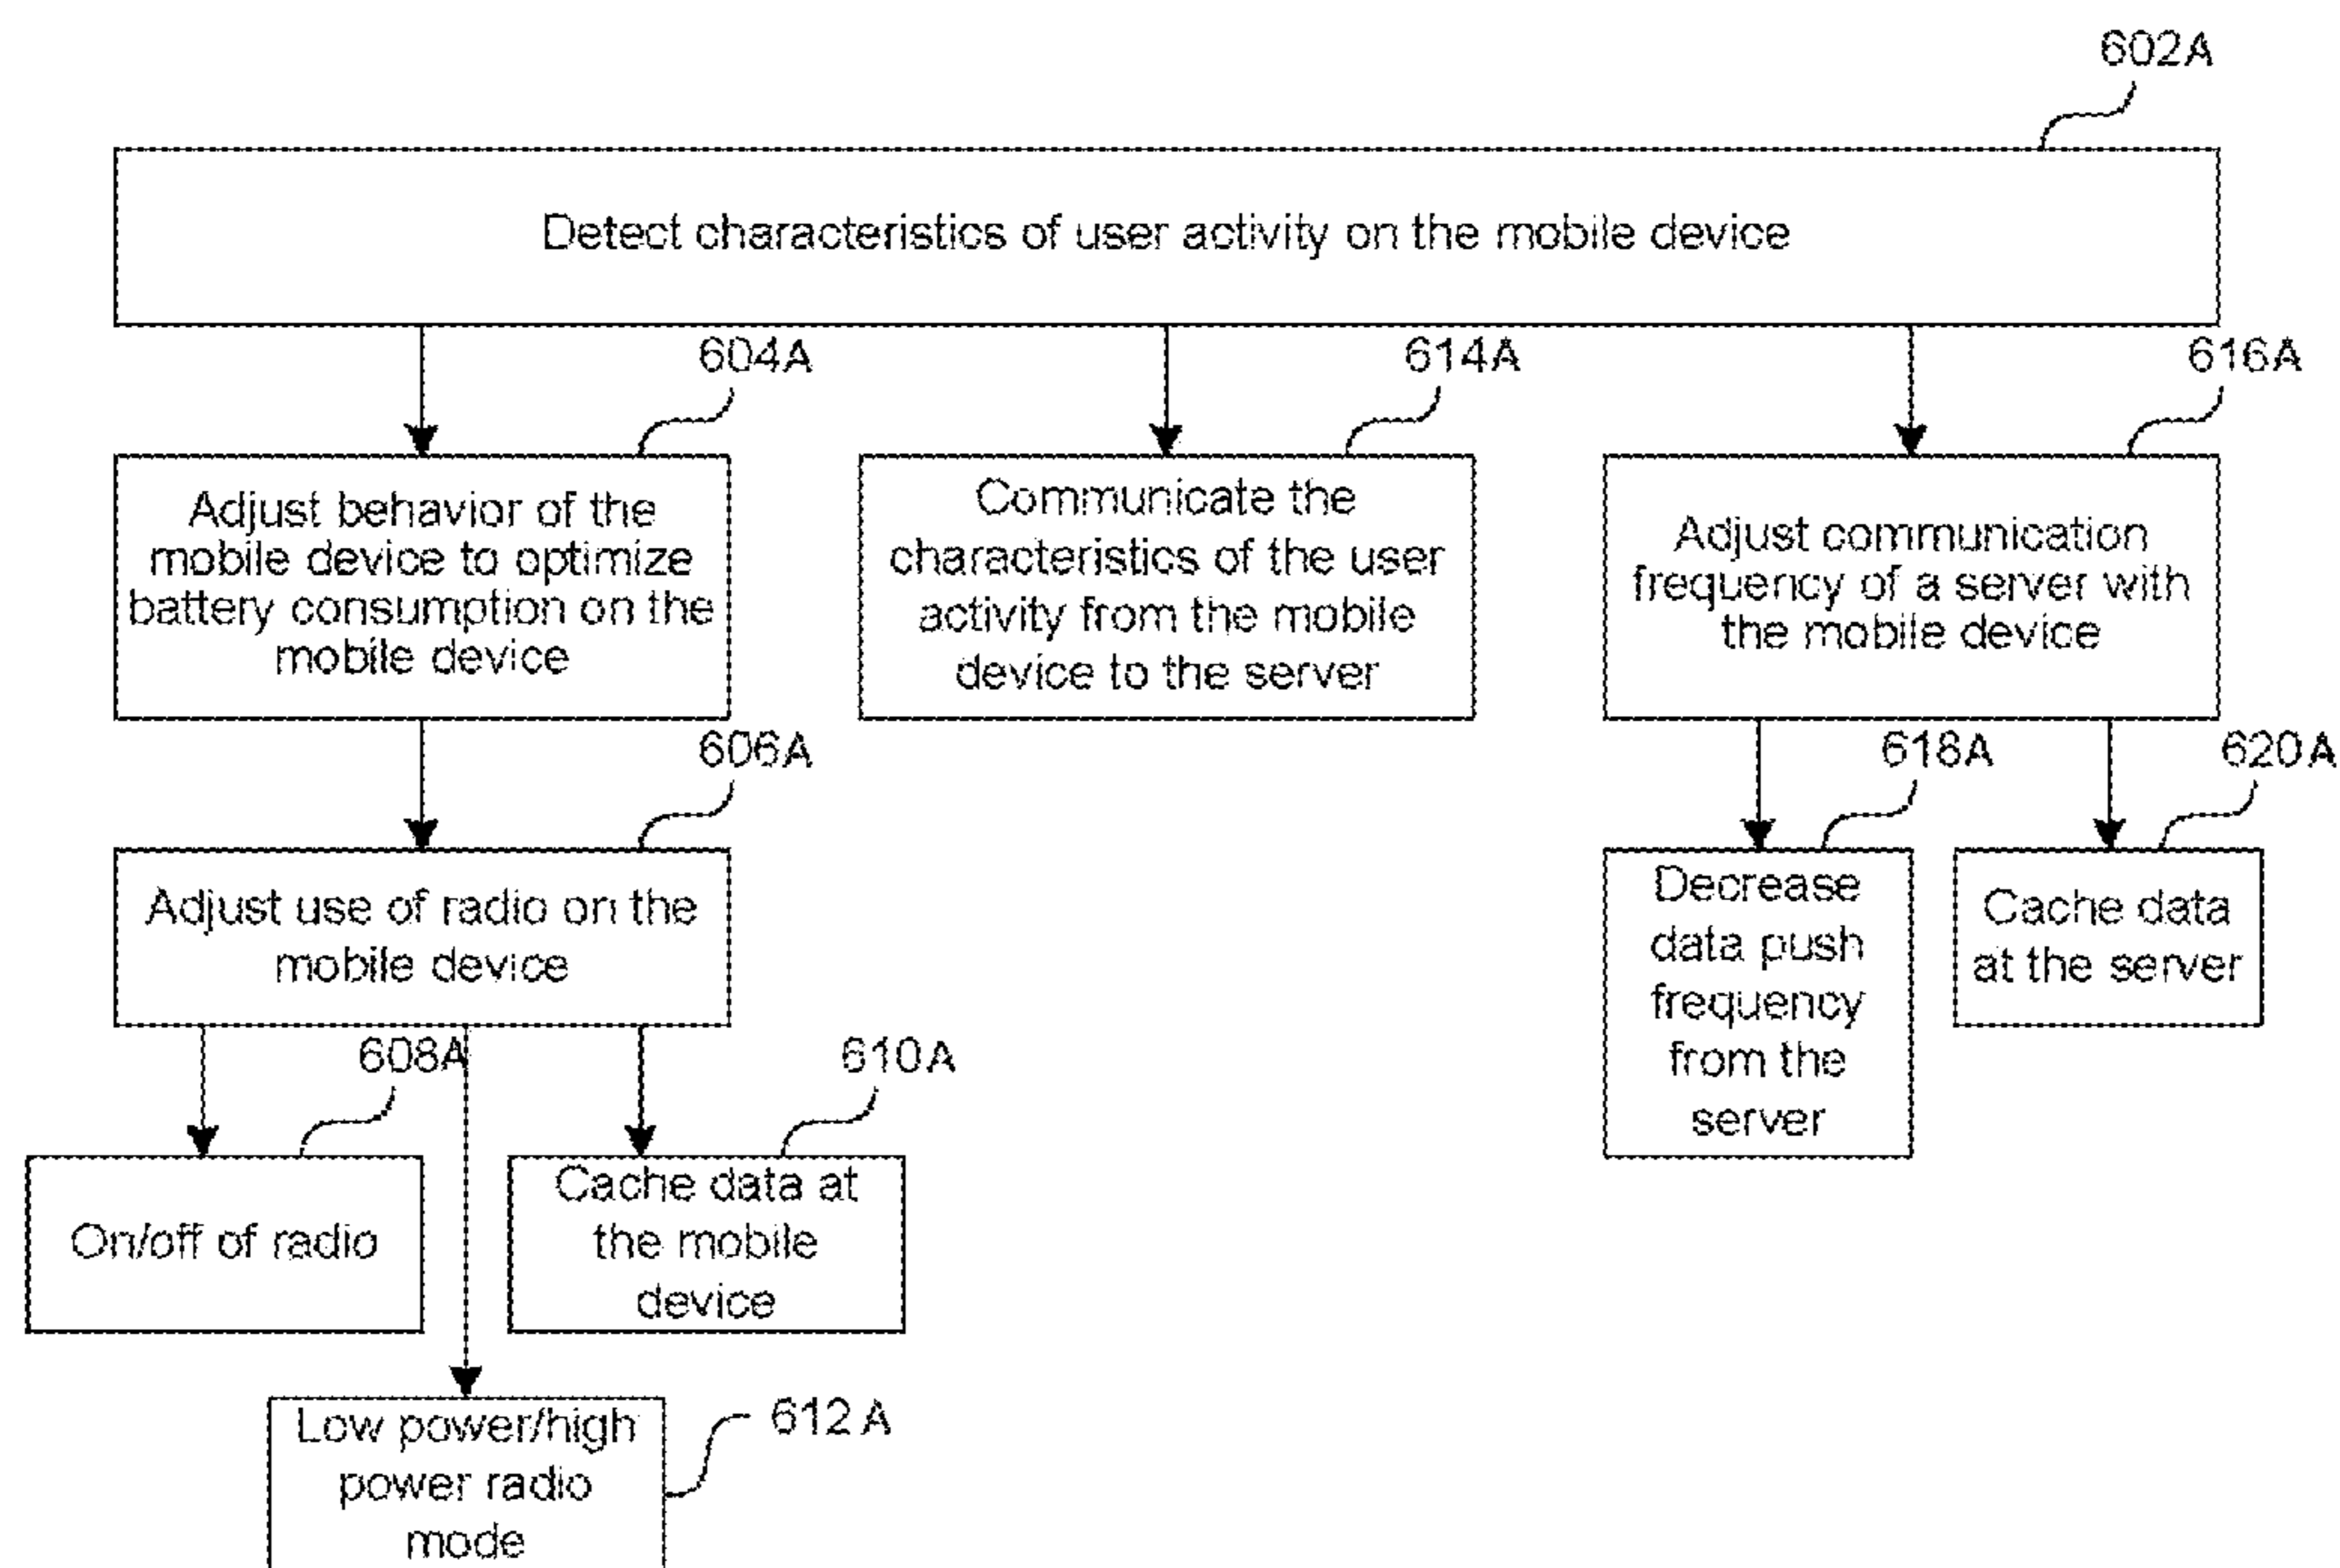 602A
Detect characteristics of user activity on the mobile device
604A
614A
616A
Adjust behavior of the
mobile device to optimize
battery consumption on the
mobile device
Communicate the
characteristics of the user
activity from the mobile
device to the server
Adjust communication
frequency of a server with
the mobile device
606A
618A
620A
Adjust use of radio on the
mobile device
Decrease
data push
frequency
from the
server
Cache data
at the server
608A
610A
On/off of radio
Cache data at
the mobile
device
612A
Low power/high
power radio
mode